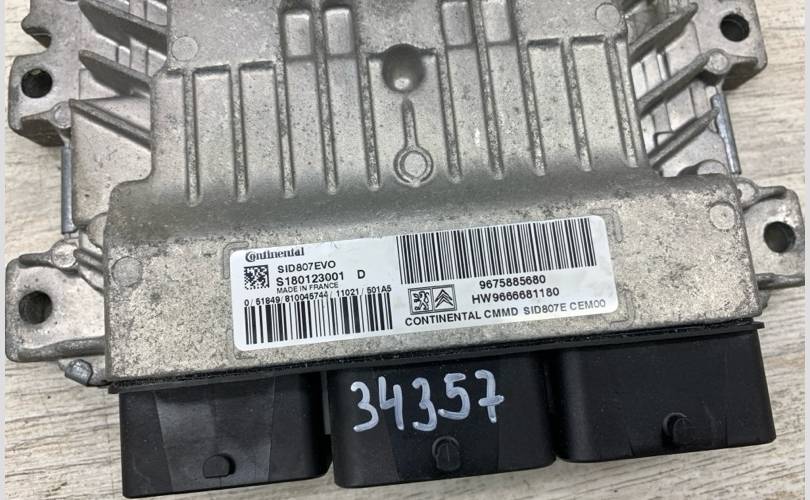 Continental
SID807EVO
S180123001 D
MADE IN FRANCE
0/51849/810045744/11021/501A5
9675885680
HW9666681180
CONTINENTAL CMMD SID807E CEM00
34357